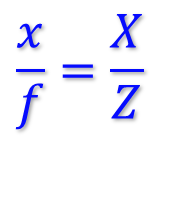 x/f = X/Z